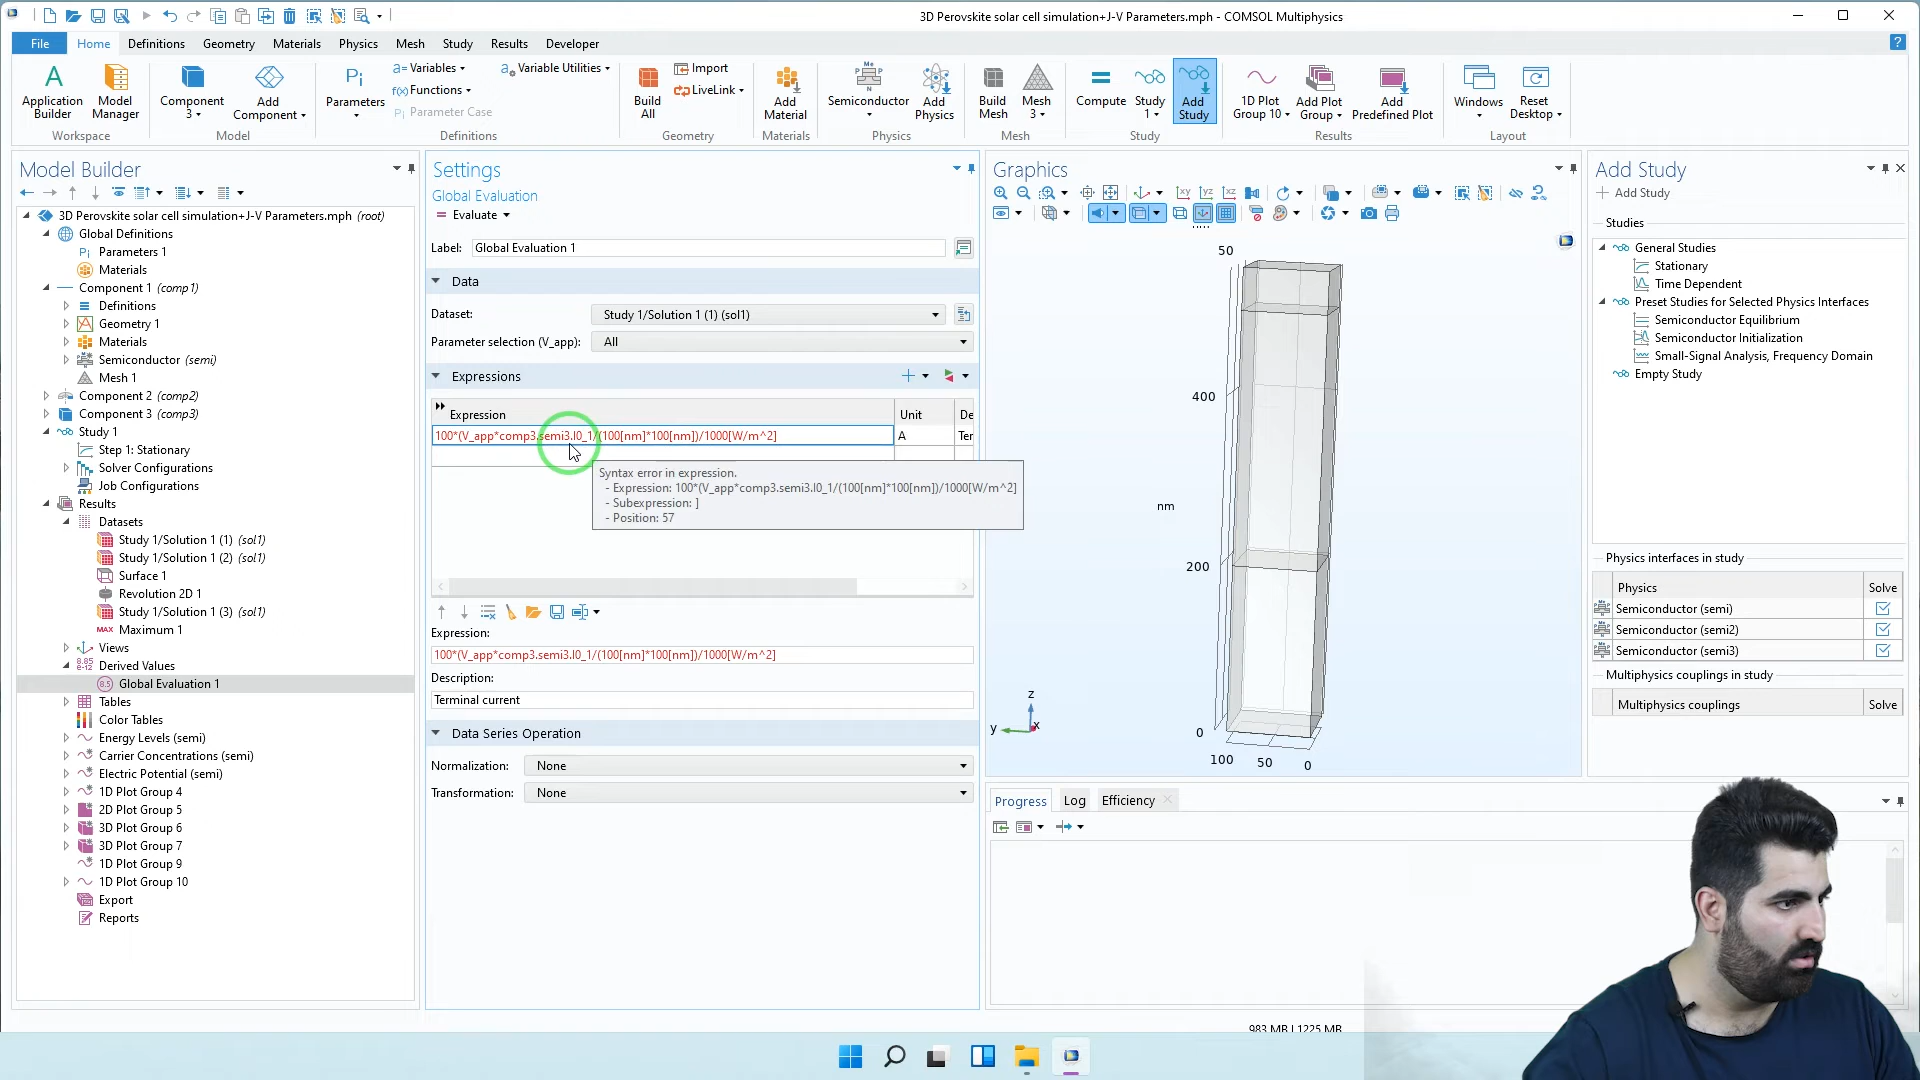 3D Perovskite solar cell simulation+J-V Parameters.mph - COMSOL Multiphysics
File Home Definitions Geometry Materials Physics Mesh Study Results Developer
Application Builder
Model Manager
Workspace
Component 3
Add Component
Model
Pi
Parameters
a= Variables
f(x) Functions
Pi Parameter Case
Variable Utilities
Definitions
Build All
Import
LiveLink
Geometry
Add Material
Materials
Semiconductor
Add Physics
Physics
Build Mesh
Mesh 3
Mesh
Compute
Study 1
Add Study
Study
1D Plot Group 10
Add Plot Group
Add Predefined Plot
Results
Windows
Reset Desktop
Layout
Model Builder
3D Perovskite solar cell simulation+J-V Parameters.mph (root)
Global Definitions
Pi Parameters 1
Materials
Component 1 (comp1)
Definitions
Geometry 1
Materials
Semiconductor (semi)
Mesh 1
Component 2 (comp2)
Component 3 (comp3)
Study 1
Step 1: Stationary
Solver Configurations
Job Configurations
Results
Datasets
Study 1/Solution 1 (1) (sol1)
Study 1/Solution 1 (2) (sol1)
Surface 1
Revolution 2D 1
Study 1/Solution 1 (3) (sol1)
MAX Maximum 1
Views
8.85 e-12 Derived Values
8.5 Global Evaluation 1
Tables
Color Tables
Energy Levels (semi)
Carrier Concentrations (semi)
Electric Potential (semi)
1D Plot Group 4
2D Plot Group 5
3D Plot Group 6
3D Plot Group 7
1D Plot Group 9
1D Plot Group 10
Export
Reports
Settings
Global Evaluation
= Evaluate
Label: Global Evaluation 1
Data
Dataset: Study 1/Solution 1 (1) (sol1)
Parameter selection (V_app): All
Expressions
Expression Unit De
100*(V_app*comp3.semi3.I0_1/(100[nm]*100[nm])/1000[W/m^2] A Ter
Syntax error in expression.
- Expression: 100*(V_app*comp3.semi3.I0_1/(100[nm]*100[nm])/1000[W/m^2]
- Subexpression: ]
- Position: 57
Expression:
100*(V_app*comp3.semi3.I0_1/(100[nm]*100[nm])/1000[W/m^2]
Description:
Terminal current
Data Series Operation
Normalization: None
Transformation: None
Graphics
50
400
nm
200
0
100 50 0
z
y x
Progress Log Efficiency
983 MB | 1225 MB
Add Study
+ Add Study
Studies
General Studies
Stationary
Time Dependent
Preset Studies for Selected Physics Interfaces
Semiconductor Equilibrium
Semiconductor Initialization
Small-Signal Analysis, Frequency Domain
Empty Study
Physics interfaces in study
Physics Solve
Semiconductor (semi)
Semiconductor (semi2)
Semiconductor (semi3)
Multiphysics couplings in study
Multiphysics couplings Solve